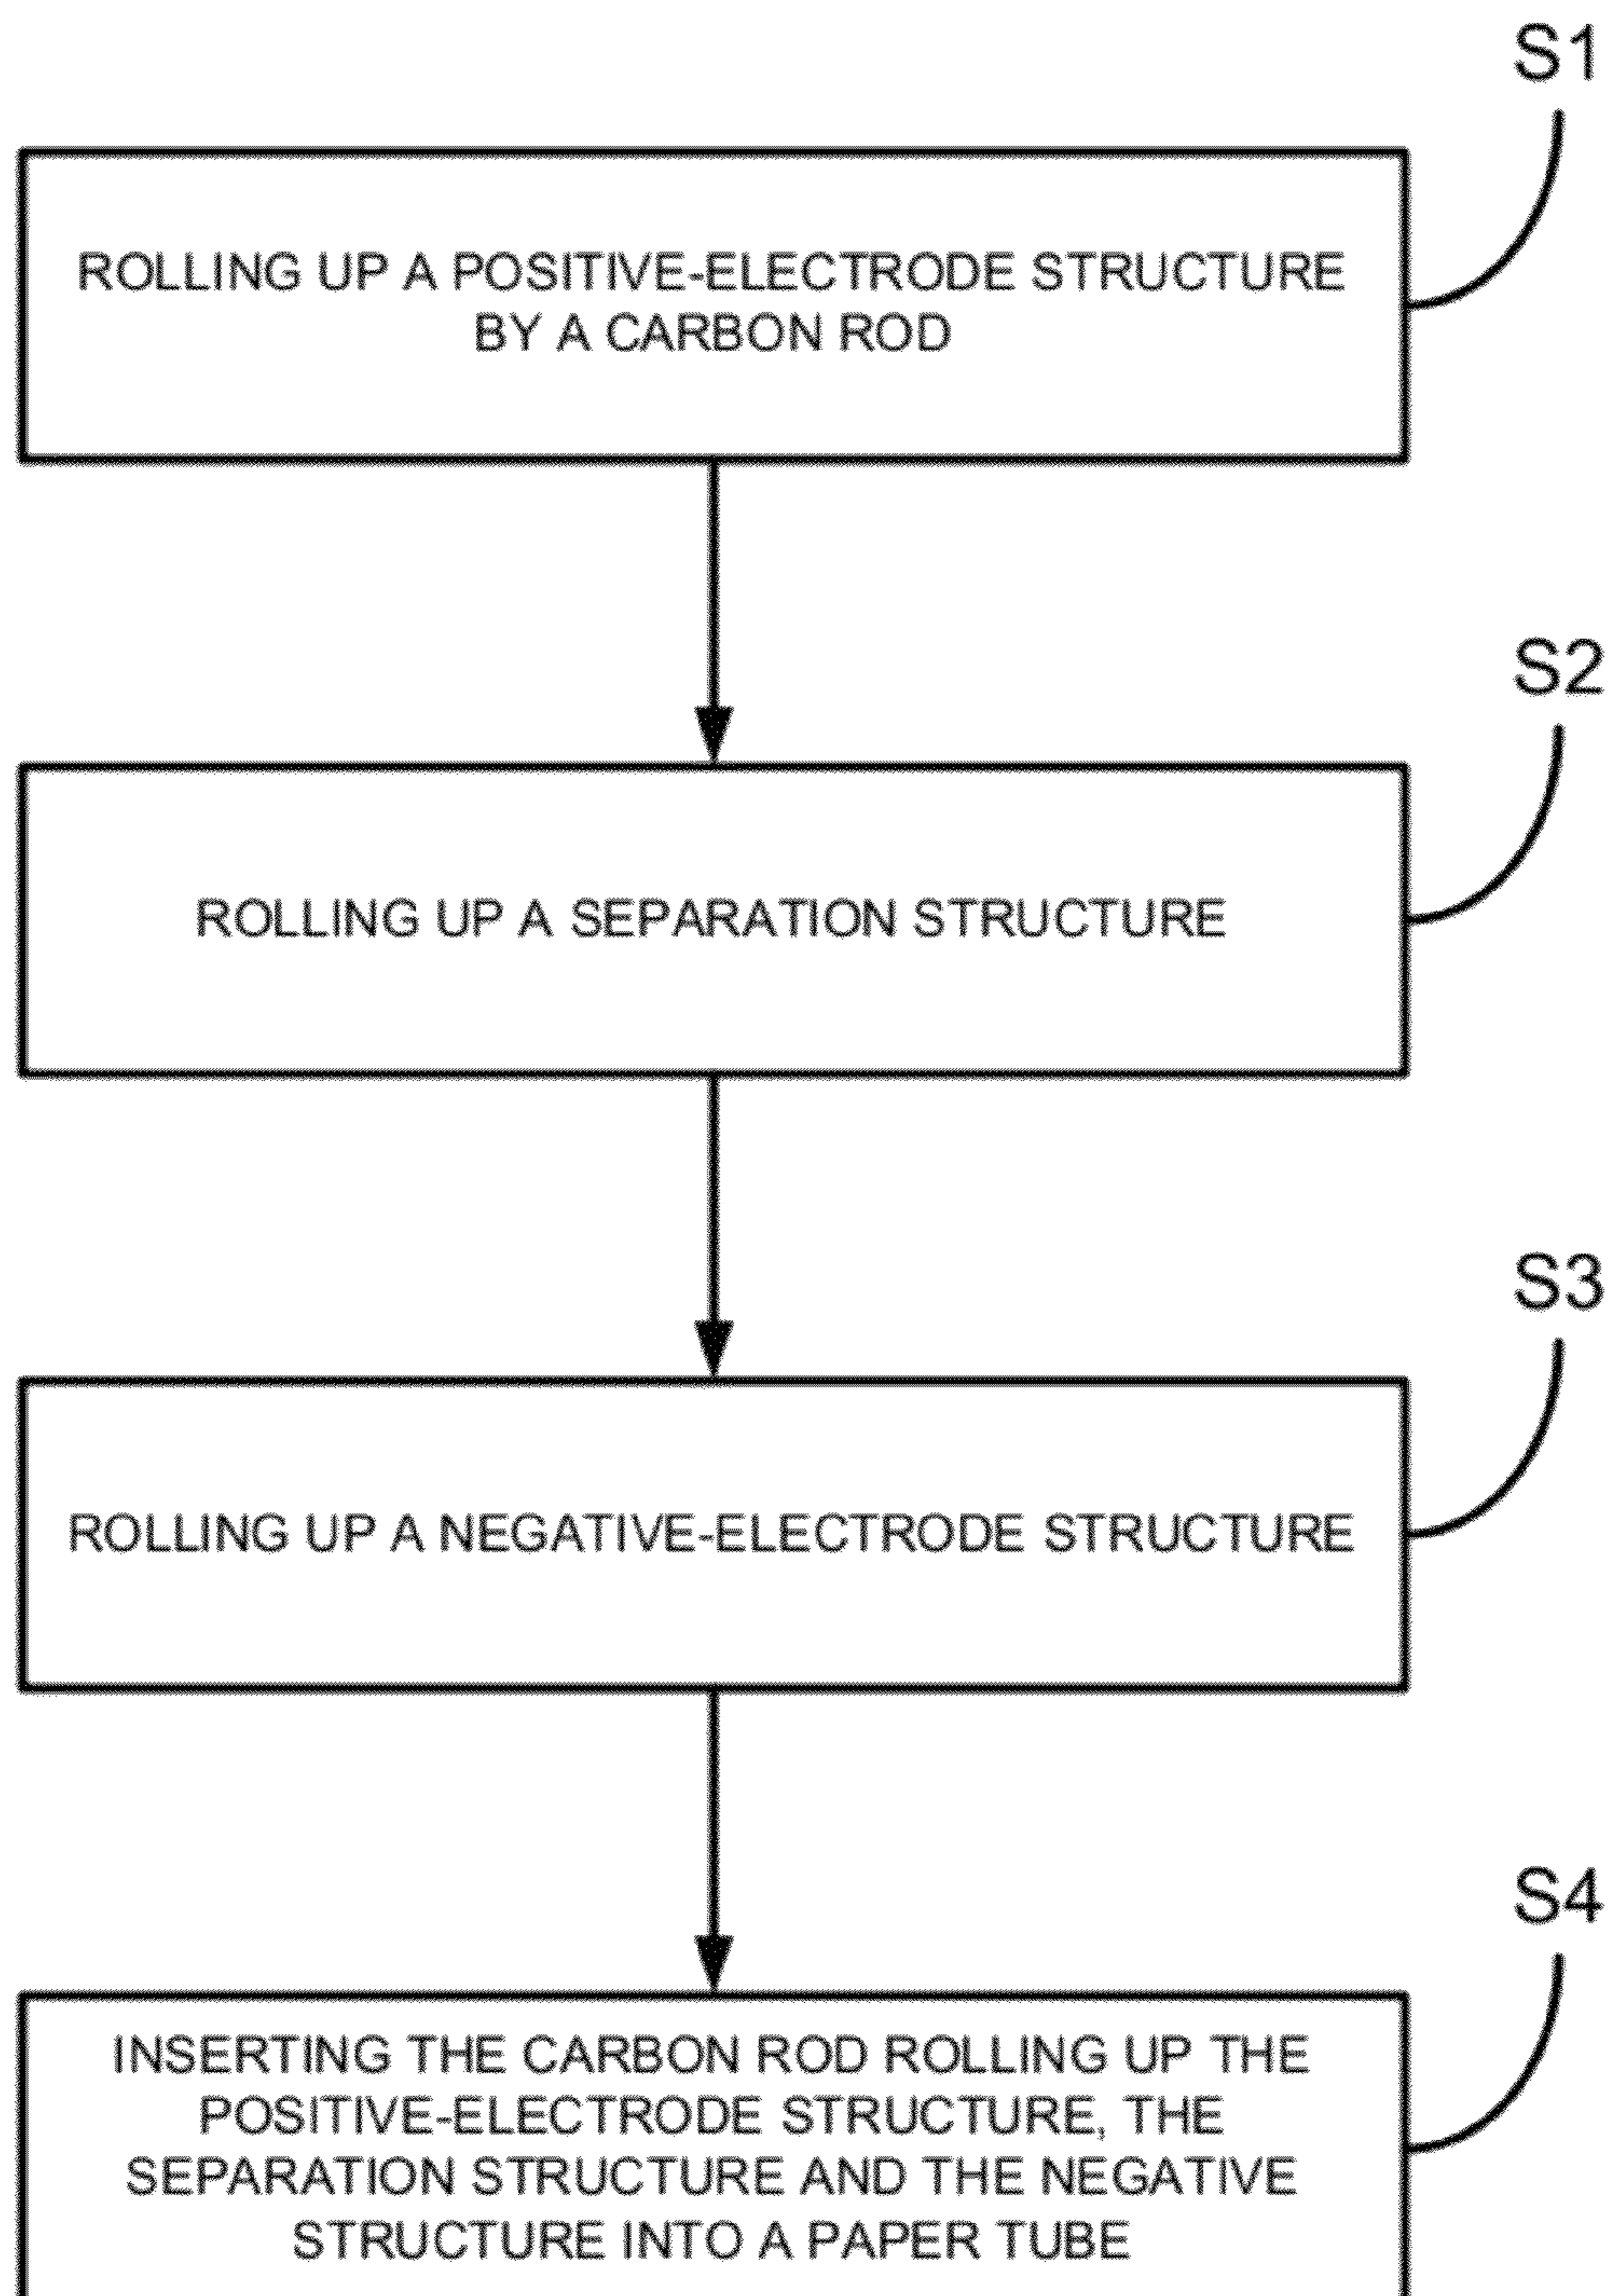 S1
ROLLING UP A POSITIVE-ELECTRODE STRUCTURE
BY A CARBON ROD
S2
ROLLING UP A SEPARATION STRUCTURE
S3
ROLLING UP A NEGATIVE-ELECTRODE STRUCTURE
S4
INSERTING THE CARBON ROD ROLLING UP THE
POSITIVE-ELECTRODE STRUCTURE, THE
SEPARATION STRUCTURE AND THE NEGATIVE
STRUCTURE INTO A PAPER TUBE